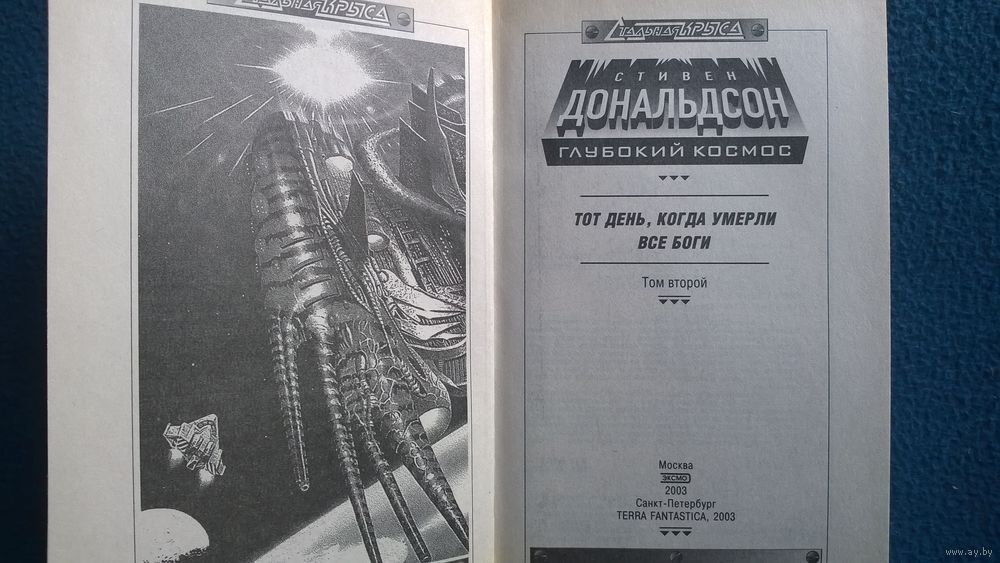 Стальная Крыса
Стальная Крыса
СТИВЕН
ДОНАЛЬДСОН
ГЛУБОКИЙ КОСМОС
ТОТ ДЕНЬ, КОГДА УМЕРЛИ
ВСЕ БОГИ
Том второй
Москва
ЭКСМО
2003
Санкт-Петербург
TERRA FANTASTICA, 2003
www.ay.by